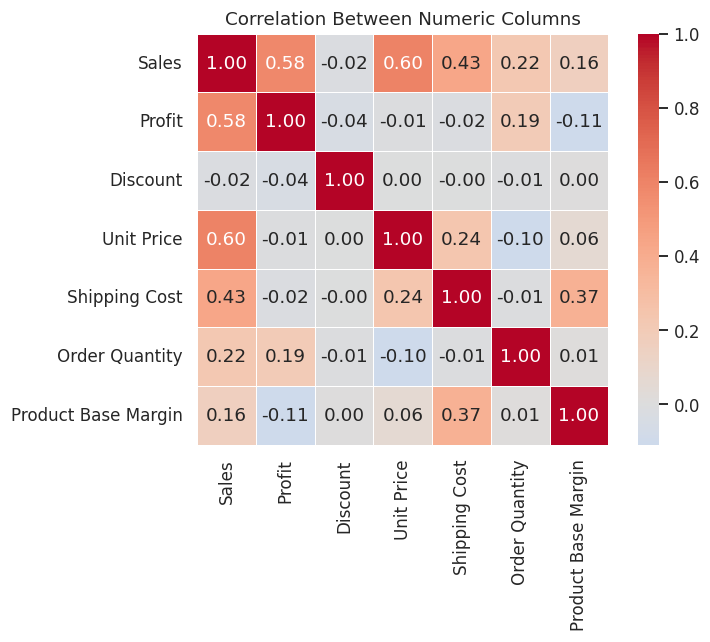 Correlation Between Numeric Columns
Sales 1.00 0.58 -0.02 0.60 0.43 0.22 0.16
Profit 0.58 1.00 -0.04 -0.01 -0.02 0.19 -0.11
Discount -0.02 -0.04 1.00 0.00 -0.00 -0.01 0.00
Unit Price 0.60 -0.01 0.00 1.00 0.24 -0.10 0.06
Shipping Cost 0.43 -0.02 -0.00 0.24 1.00 -0.01 0.37
Order Quantity 0.22 0.19 -0.01 -0.10 -0.01 1.00 0.01
Product Base Margin 0.16 -0.11 0.00 0.06 0.37 0.01 1.00
Sales
Profit
Discount
Unit Price
Shipping Cost
Order Quantity
Product Base Margin
1.0
0.8
0.6
0.4
0.2
0.0